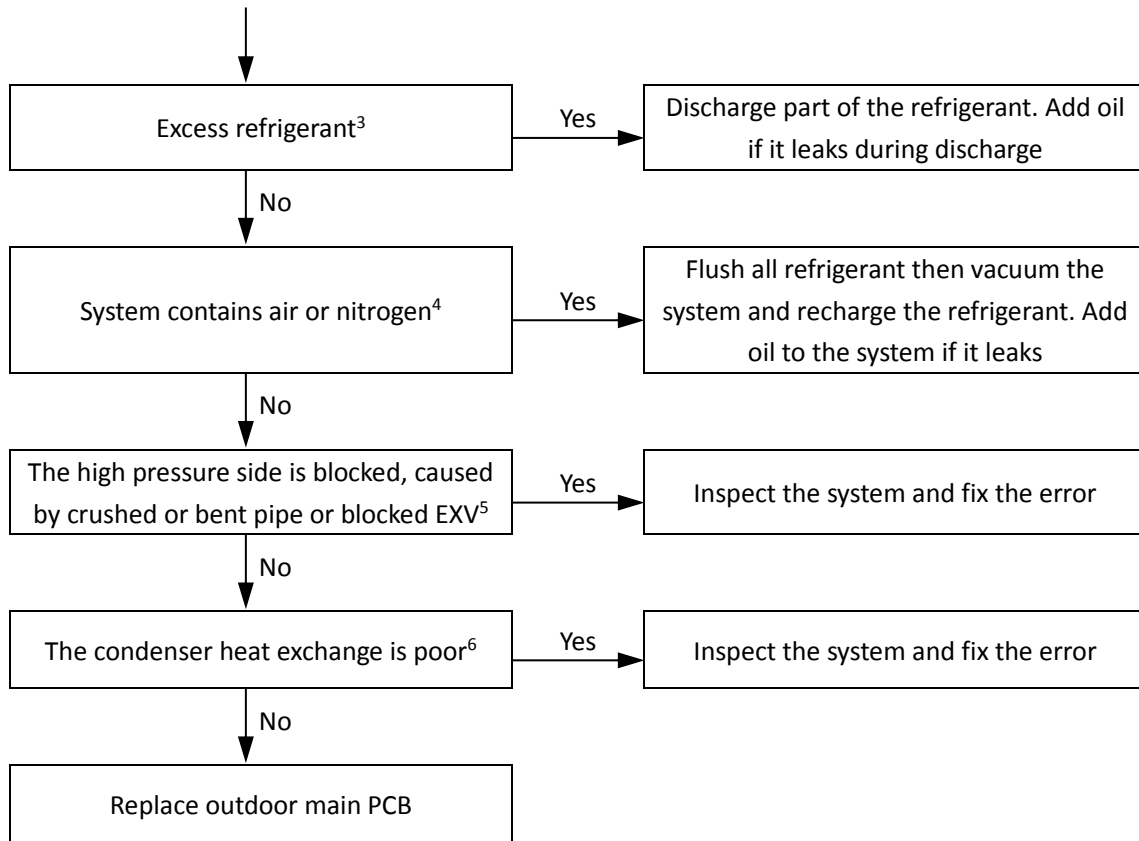 Excess refrigerant³
Yes
Discharge part of the refrigerant. Add oil
if it leaks during discharge
No
System contains air or nitrogen⁴
Yes
Flush all refrigerant then vacuum the
system and recharge the refrigerant. Add
oil to the system if it leaks
No
The high pressure side is blocked, caused
by crushed or bent pipe or blocked EXV⁵
Yes
Inspect the system and fix the error
No
The condenser heat exchange is poor⁶
Yes
Inspect the system and fix the error
No
Replace outdoor main PCB